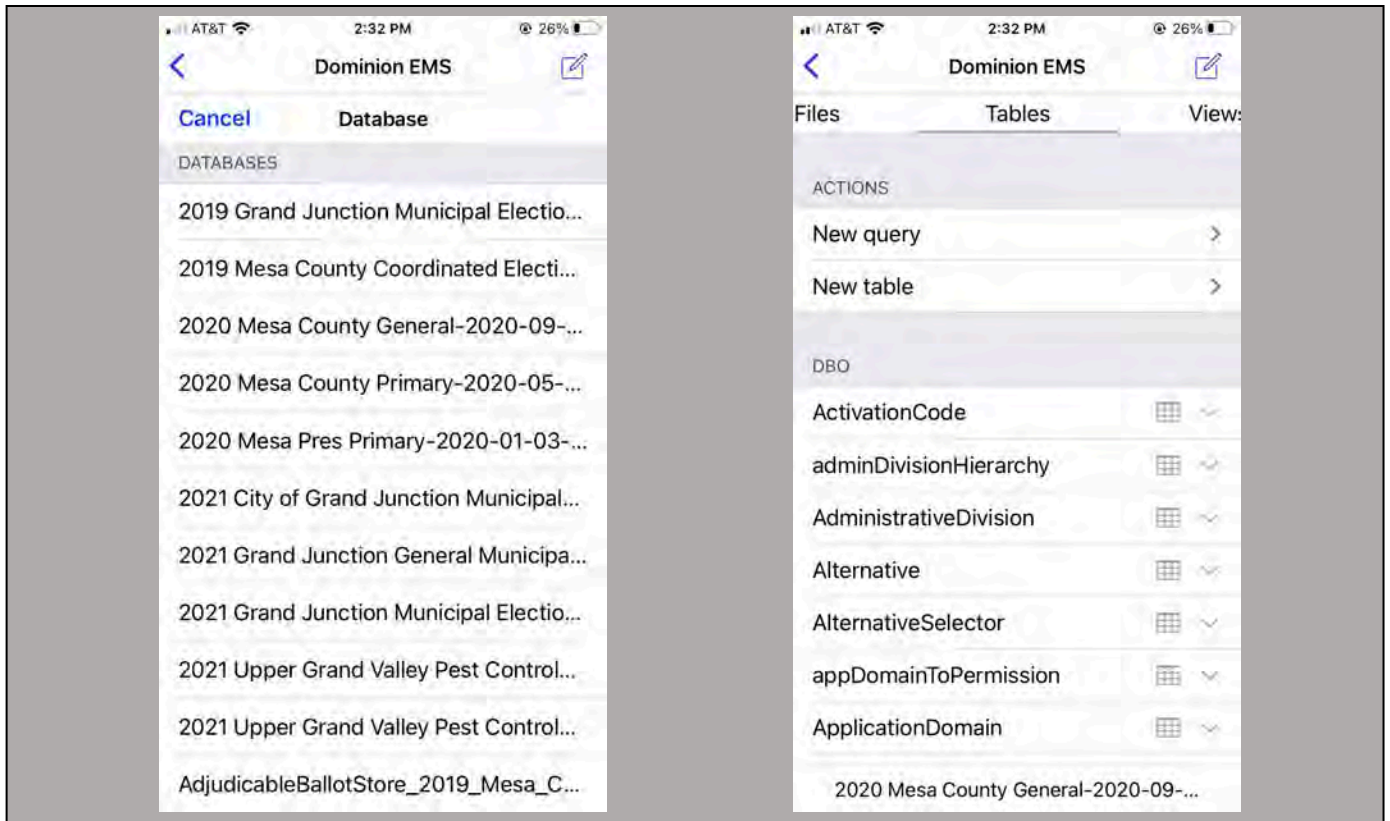 AT&T 2:32 PM 26%
Dominion EMS
Cancel Database
DATABASES
2019 Grand Junction Municipal Electio...
2019 Mesa County Coordinated Electi...
2020 Mesa County General-2020-09-...
2020 Mesa County Primary-2020-05-...
2020 Mesa Pres Primary-2020-01-03-...
2021 City of Grand Junction Municipal...
2021 Grand Junction General Municipa...
2021 Grand Junction Municipal Electio...
2021 Upper Grand Valley Pest Control...
2021 Upper Grand Valley Pest Control...
AdjudicableBallotStore_2019_Mesa_C...
AT&T 2:32 PM 26%
Dominion EMS
Files Tables Views
ACTIONS
New query
New table
DBO
ActivationCode
adminDivisionHierarchy
AdministrativeDivision
Alternative
AlternativeSelector
appDomainToPermission
ApplicationDomain
2020 Mesa County General-2020-09-...